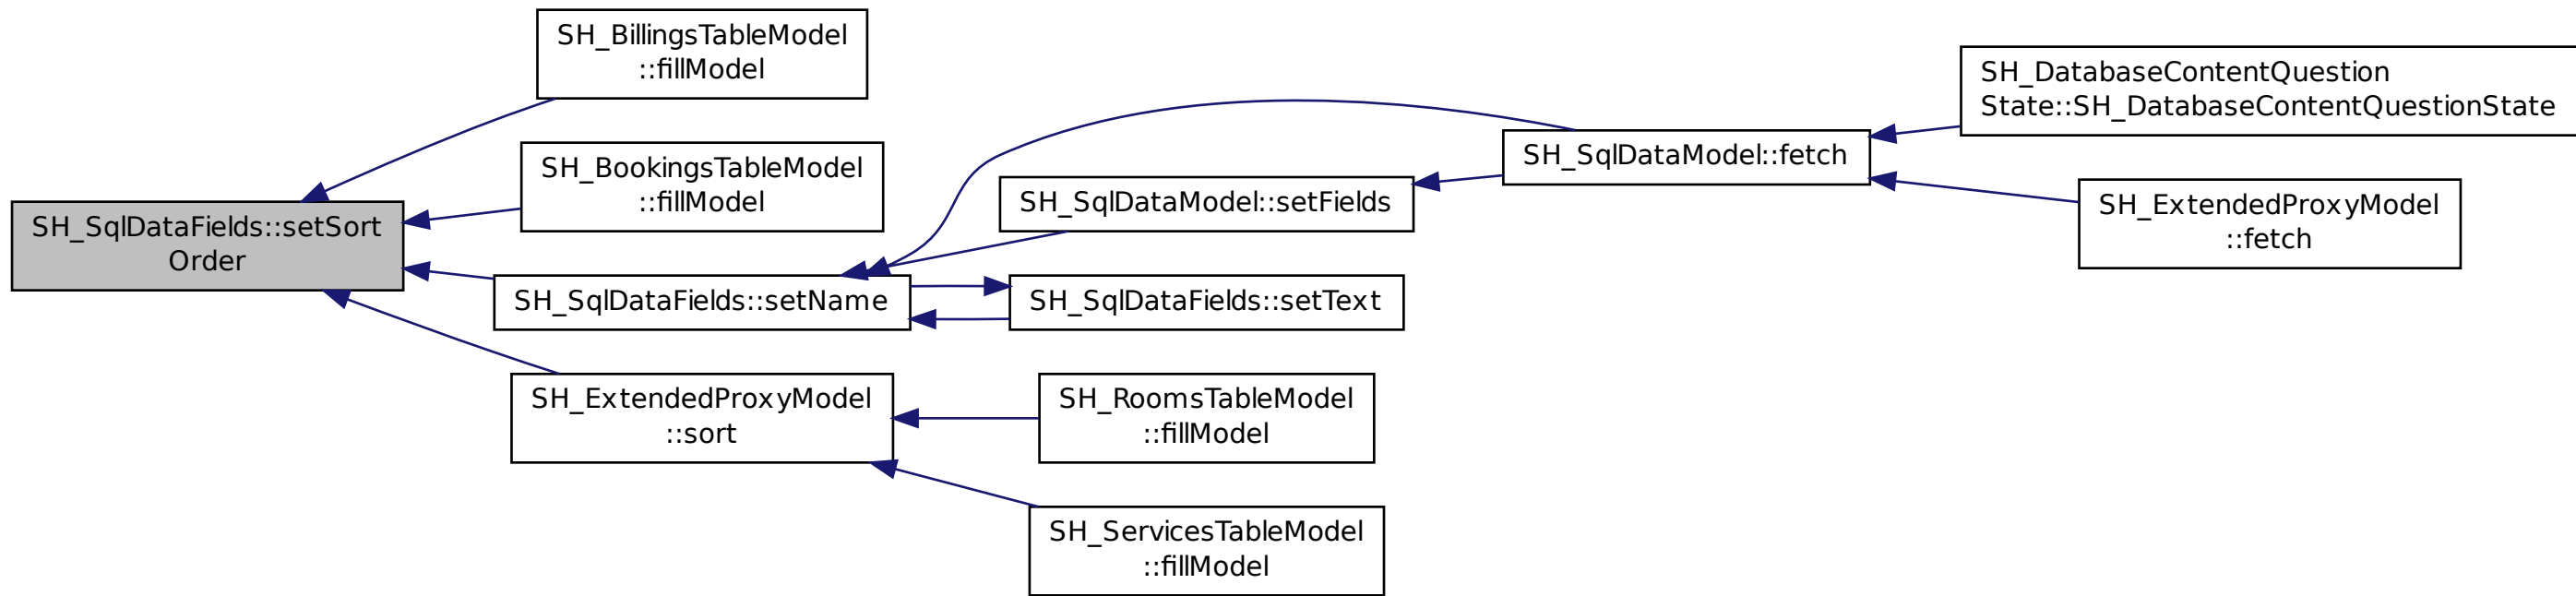 SH_SqlDataFields::setSort
Order
SH_BillingsTableModel
::fillModel
SH_BookingsTableModel
::fillModel
SH_SqlDataFields::setName
SH_ExtendedProxyModel
::sort
SH_SqlDataModel::setFields
SH_SqlDataFields::setText
SH_RoomsTableModel
::fillModel
SH_ServicesTableModel
::fillModel
SH_SqlDataModel::fetch
SH_DatabaseContentQuestion
State::SH_DatabaseContentQuestionState
SH_ExtendedProxyModel
::fetch